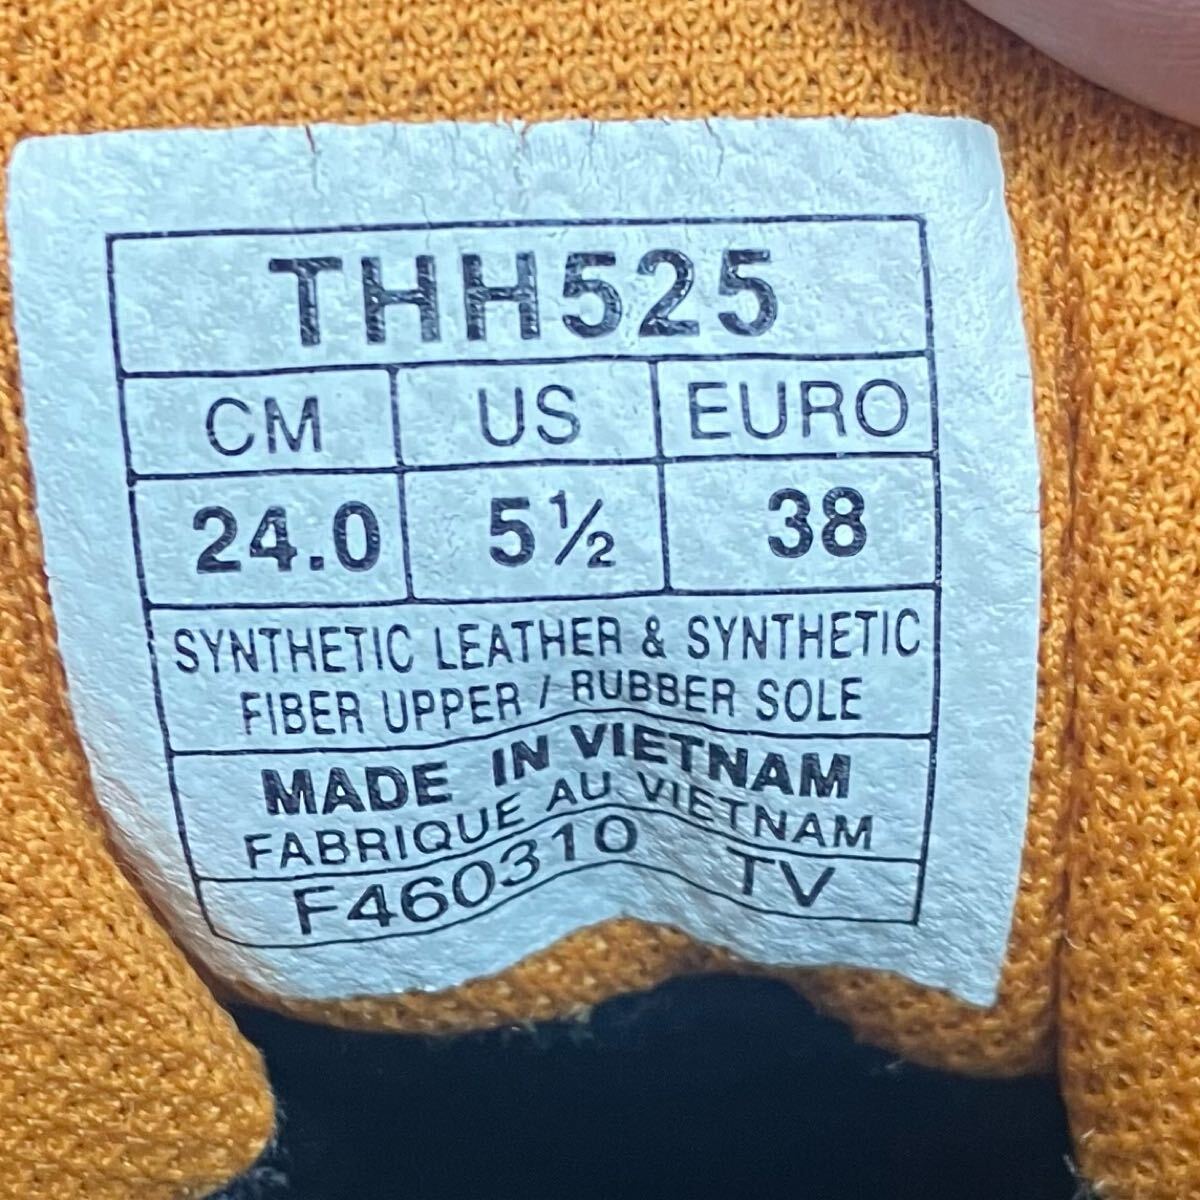 THH525
CM US EURO
24.0 5½ 38
SYNTHETIC LEATHER & SYNTHETIC
FIBER UPPER / RUBBER SOLE
MADE IN VIETNAM
FABRIQUE AU VIETNAM
F460310 TV